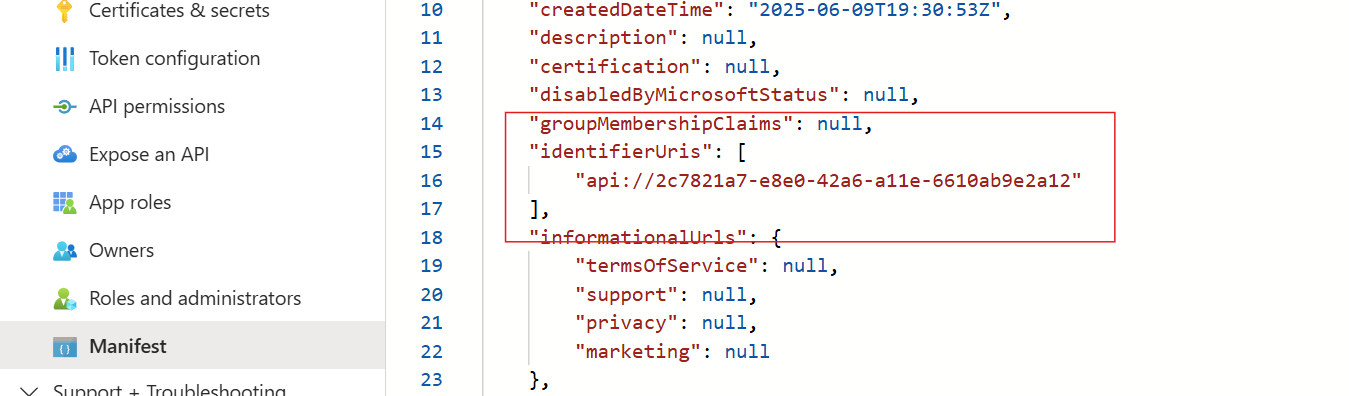 Certificates & secrets
Token configuration
API permissions
Expose an API
App roles
Owners
Roles and administrators
Manifest
Support + Troubleshooting
10 "createdDateTime": "2025-06-09T19:30:53Z",
11 "description": null,
12 "certification": null,
13 "disabledByMicrosoftStatus": null,
14 "groupMembershipClaims": null,
15 "identifierUris": [
16 "api://2c7821a7-e8e0-42a6-a11e-6610ab9e2a12"
17 ],
18 "informationalUrls": {
19 "termsOfService": null,
20 "support": null,
21 "privacy": null,
22 "marketing": null
23 },